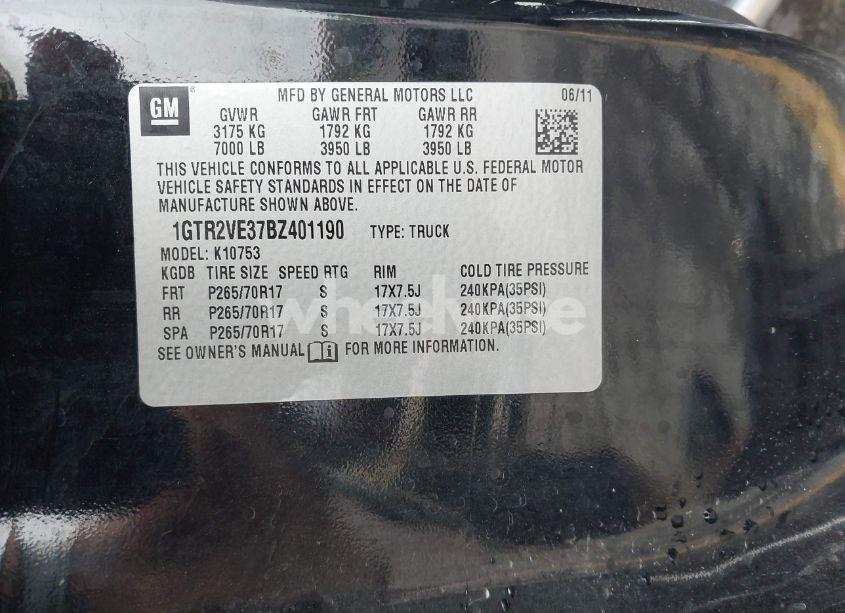 GM
MFD BY GENERAL MOTORS LLC 06/11
GVWR GAWR FRT GAWR RR
3175 KG 1792 KG 1792 KG
7000 LB 3950 LB 3950 LB
THIS VEHICLE CONFORMS TO ALL APPLICABLE U.S. FEDERAL MOTOR
VEHICLE SAFETY STANDARDS IN EFFECT ON THE DATE OF
MANUFACTURE SHOWN ABOVE.
1GTR2VE37BZ401190 TYPE: TRUCK
MODEL: K10753
KGDB TIRE SIZE SPEED RTG RIM COLD TIRE PRESSURE
FRT P265/70R17 S 17X7.5J 240KPA(35PSI)
RR P265/70R17 S 17X7.5J 240KPA(35PSI)
SPA P265/70R17 S 17X7.5J 240KPA(35PSI)
SEE OWNER'S MANUAL FOR MORE INFORMATION.